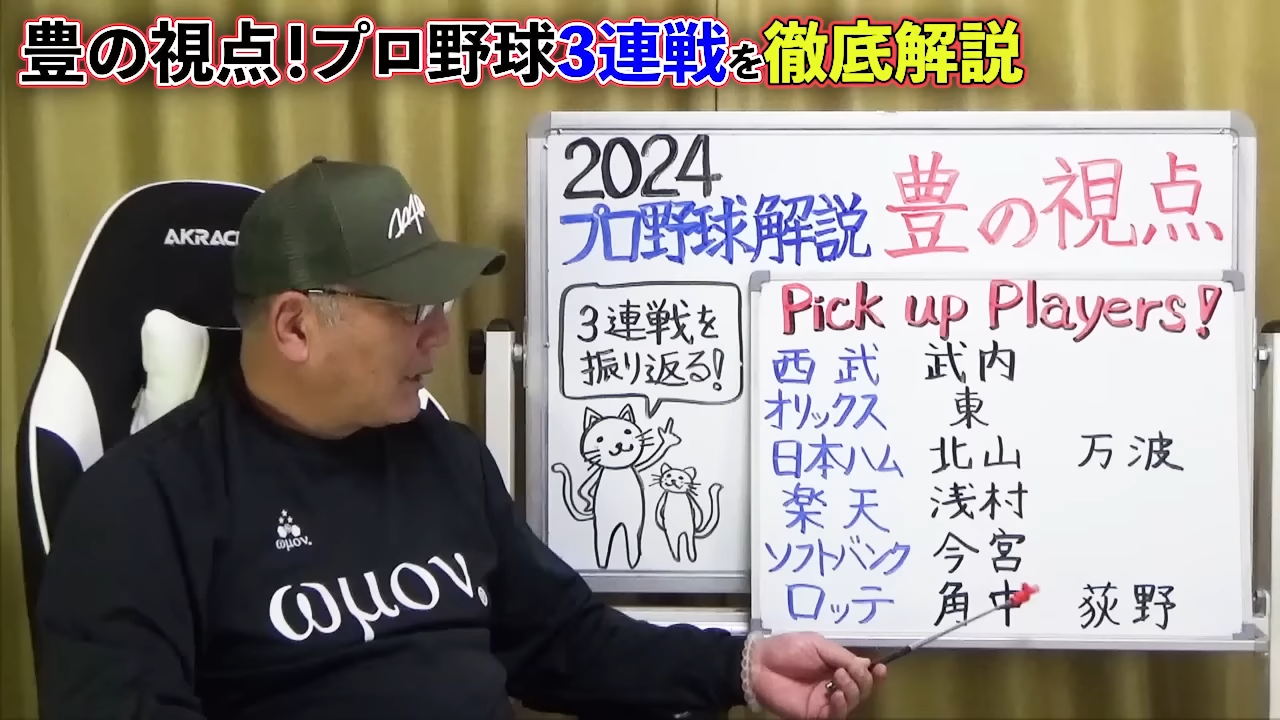 豊の視点!プロ野球3連戦を徹底解説
2024
プロ野球解説 豊の視点
3連戦を
振り返る!
Pick up Players!
西武 武内
オリックス 東
日本ハム 北山 万波
楽天 浅村
ソフトバンク 今宮
ロッテ 角中 荻野
ωμον.
ωμον.